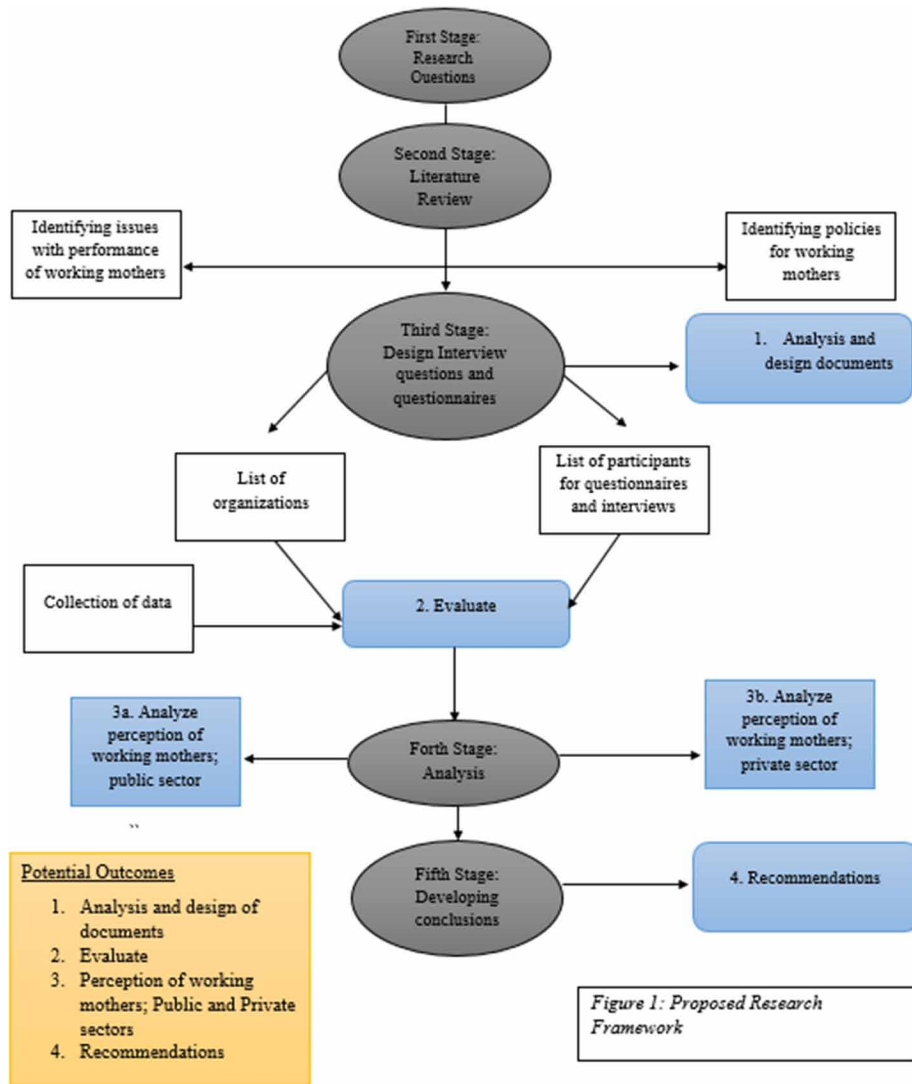 First Stage:
Research
Questions
Second Stage:
Literature
Review
Identifying issues
with performance
of working mothers
Identifying policies
for working
mothers
Third Stage:
Design Interview
questions and
questionnaires
1. Analysis and
design documents
List of
organizations
List of participants
for questionnaires
and interviews
Collection of data
2. Evaluate
3a. Analyze
perception of
working mothers;
public sector
3b. Analyze
perception of
working mothers;
private sector
Forth Stage:
Analysis
``
Fifth Stage:
Developing
conclusions
4. Recommendations
Potential Outcomes
1. Analysis and design of
documents
2. Evaluate
3. Perception of working
mothers; Public and Private
sectors
4. Recommendations
Figure 1: Proposed Research
Framework